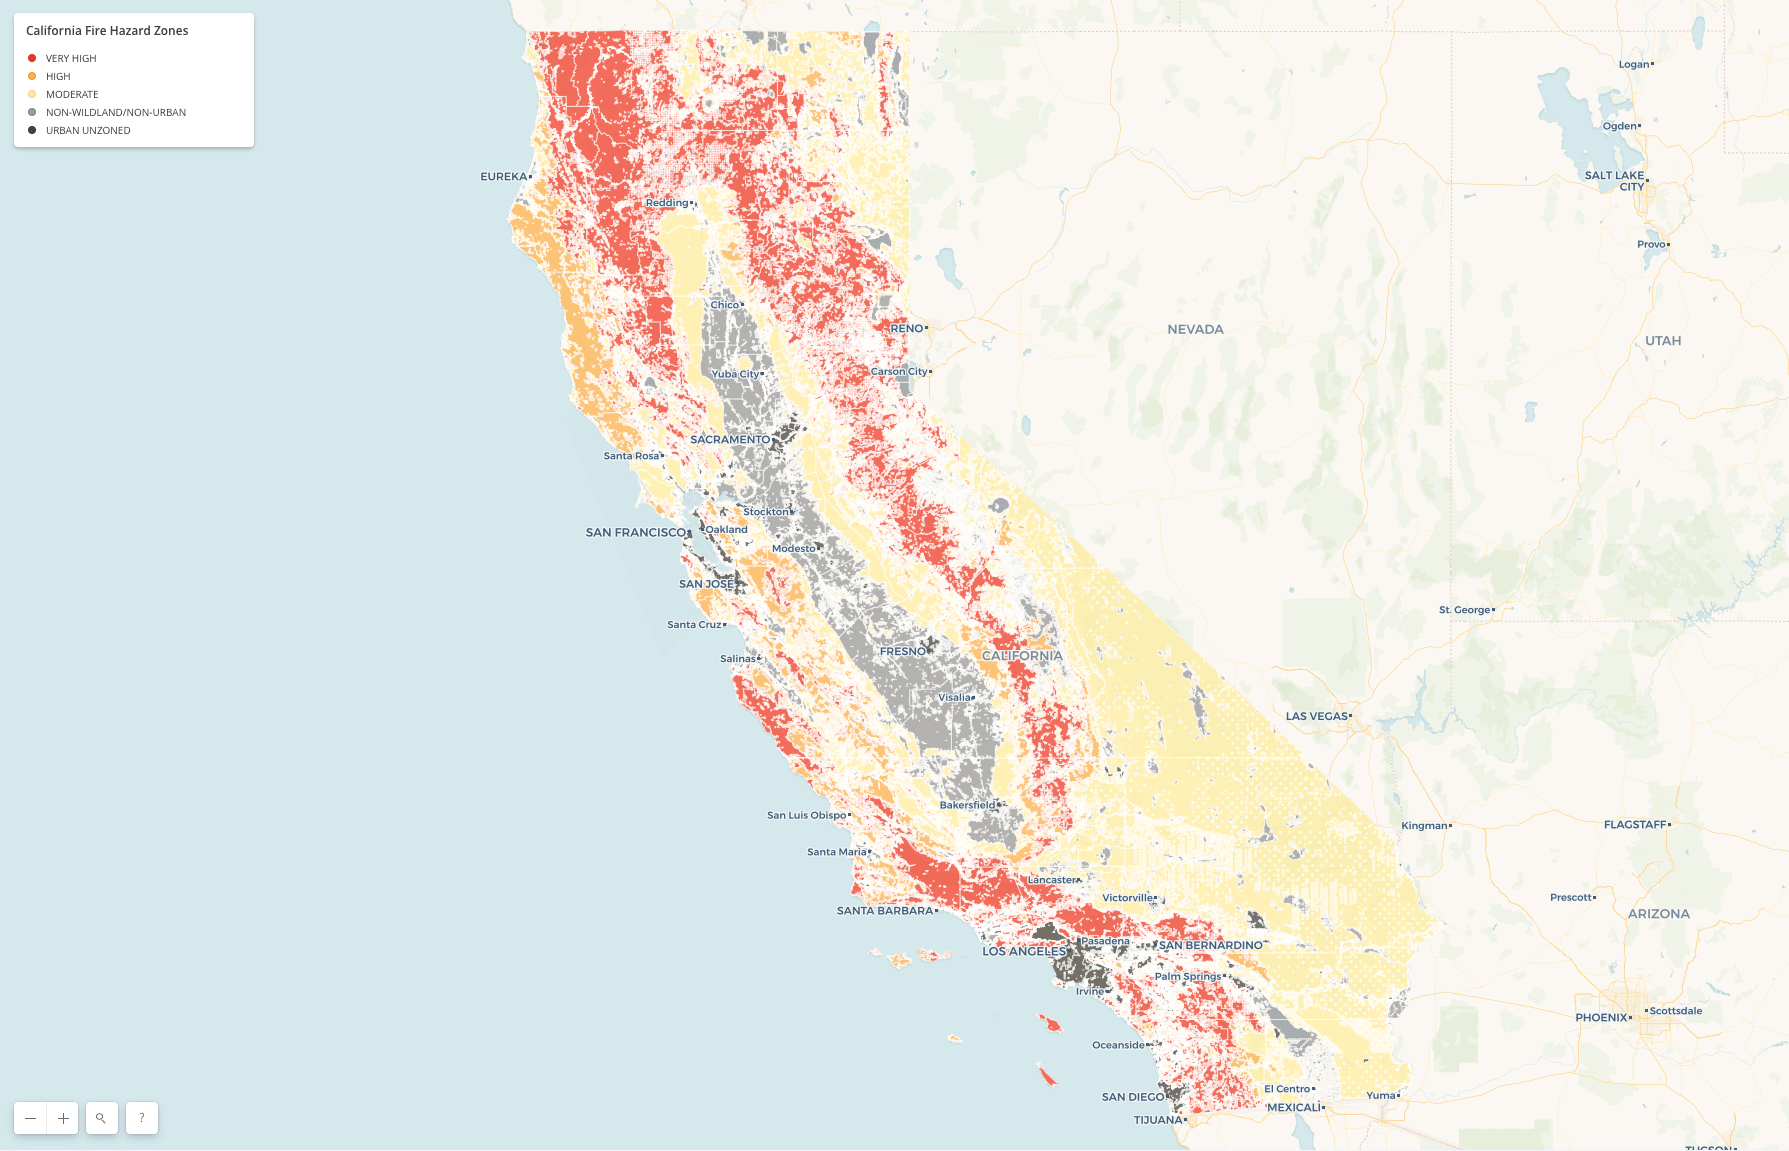 California Fire Hazard Zones
VERY HIGH
HIGH
MODERATE
NON-WILDLAND/NON-URBAN
URBAN UNZONED
Logan
Ogden
EUREKA
SALT LAKE
CITY
Redding
Provo
Chico
RENO
NEVADA
UTAH
Carson City
Yuba City
SACRAMENTO
Santa Rosa
Stockton
SAN FRANCISCO
Oakland
Modesto
SAN JOSE
St. George
Santa Cruz
FRESNO
CALIFORNIA
Salinas
Visalia
LAS VEGAS
Bakersfield
San Luis Obispo
Kingman
FLAGSTAFF
Santa Maria
Lancaster
Victorville
Prescott
SANTA BARBARA
ARIZONA
Pasadena
SAN BERNARDINO
LOS ANGELES
Palm Springs
Irvine
Scottsdale
PHOENIX
Oceanside
El Centro
SAN DIEGO
Yuma
MEXICALI
TIJUANA
?
TUCSON